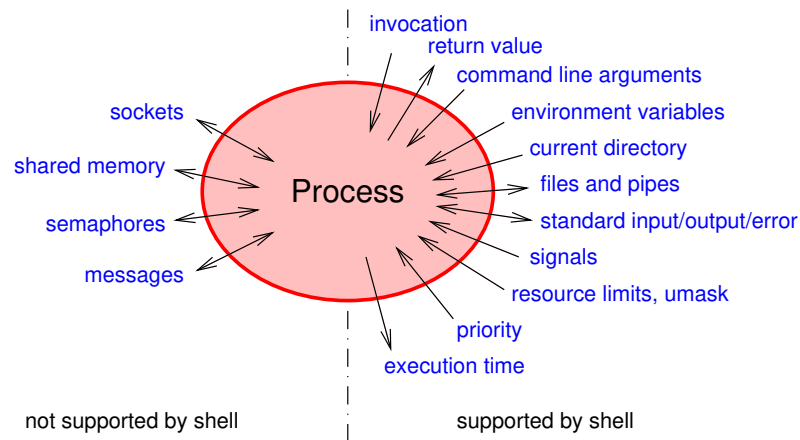 invocation
return value
command line arguments
environment variables
current directory
files and pipes
standard input/output/error
signals
resource limits, umask
priority
execution time
sockets
shared memory
semaphores
messages
Process
not supported by shell
supported by shell